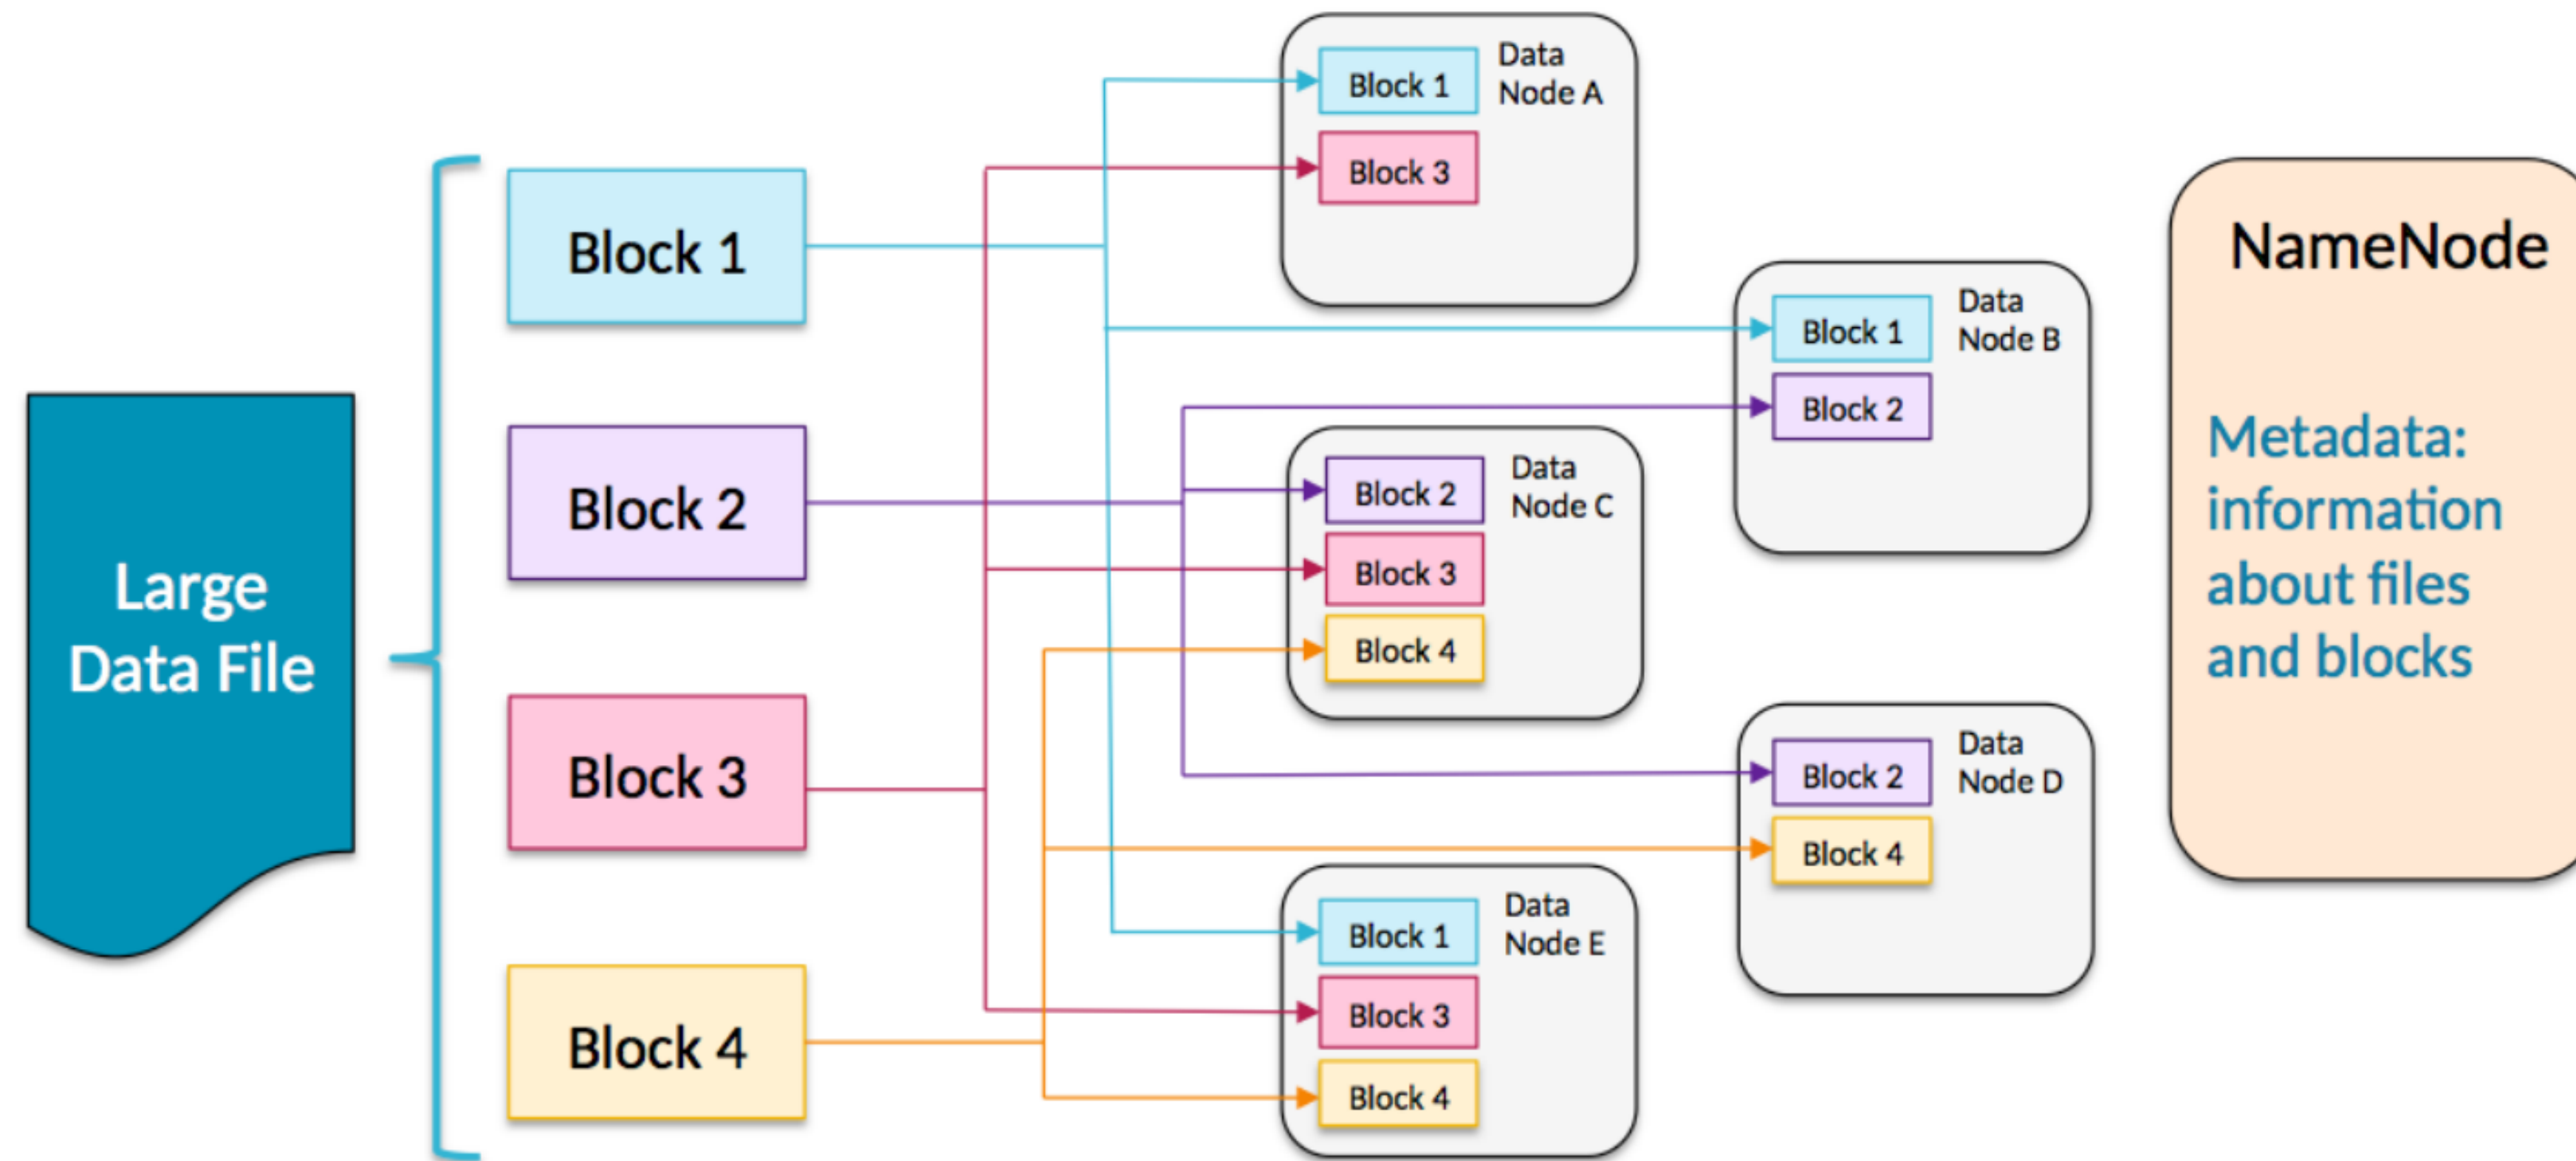 Large
Data File
Block 1
Block 2
Block 3
Block 4
Data
Node A
Block 1
Block 3
Data
Node B
Block 1
Block 2
Data
Node C
Block 2
Block 3
Block 4
Data
Node D
Block 2
Block 4
Data
Node E
Block 1
Block 3
Block 4
NameNode
Metadata:
information
about files
and blocks